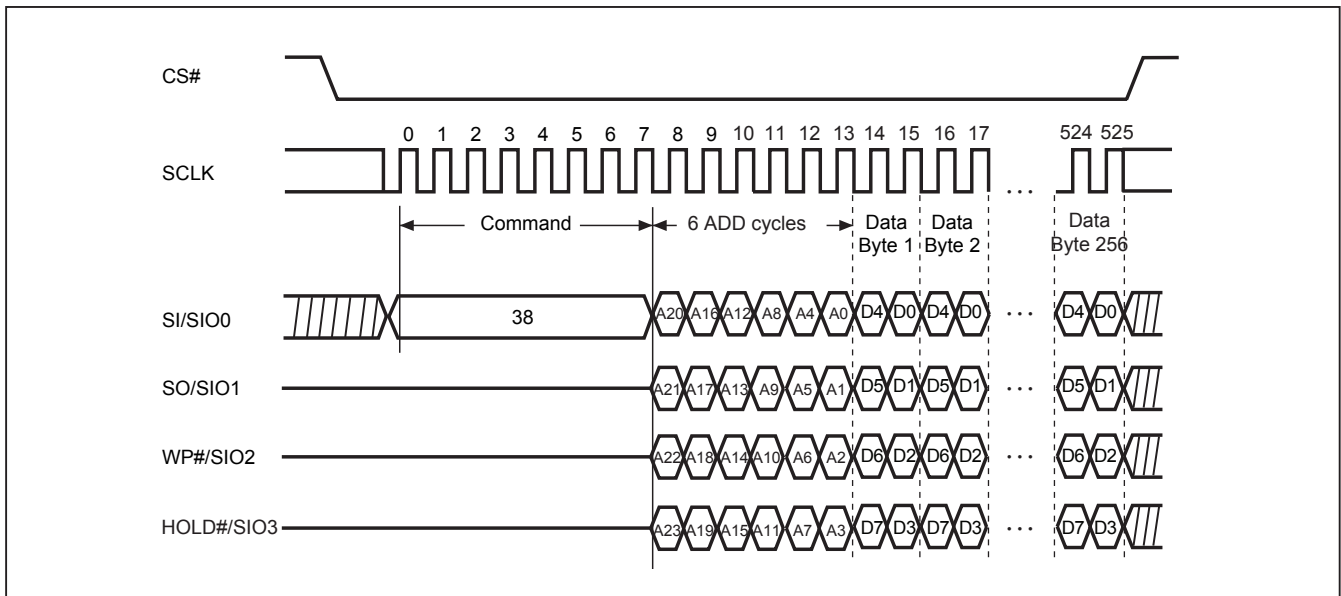 CS#
0 1 2 3 4 5 6 7 8 9 10 11 12 13 14 15 16 17 524 525
SCLK
...
Command
6 ADD cycles
Data
Byte 1
Data
Byte 2
Data
Byte 256
SI/SIO0
38
A20 A16 A12 A8 A4 A0 D4 D0 D4 D0 ... D4 D0
SO/SIO1
A21 A17 A13 A9 A5 A1 D5 D1 D5 D1 ... D5 D1
WP#/SIO2
A22 A18 A14 A10 A6 A2 D6 D2 D6 D2 ... D6 D2
HOLD#/SIO3
A23 A19 A15 A11 A7 A3 D7 D3 D7 D3 ... D7 D3